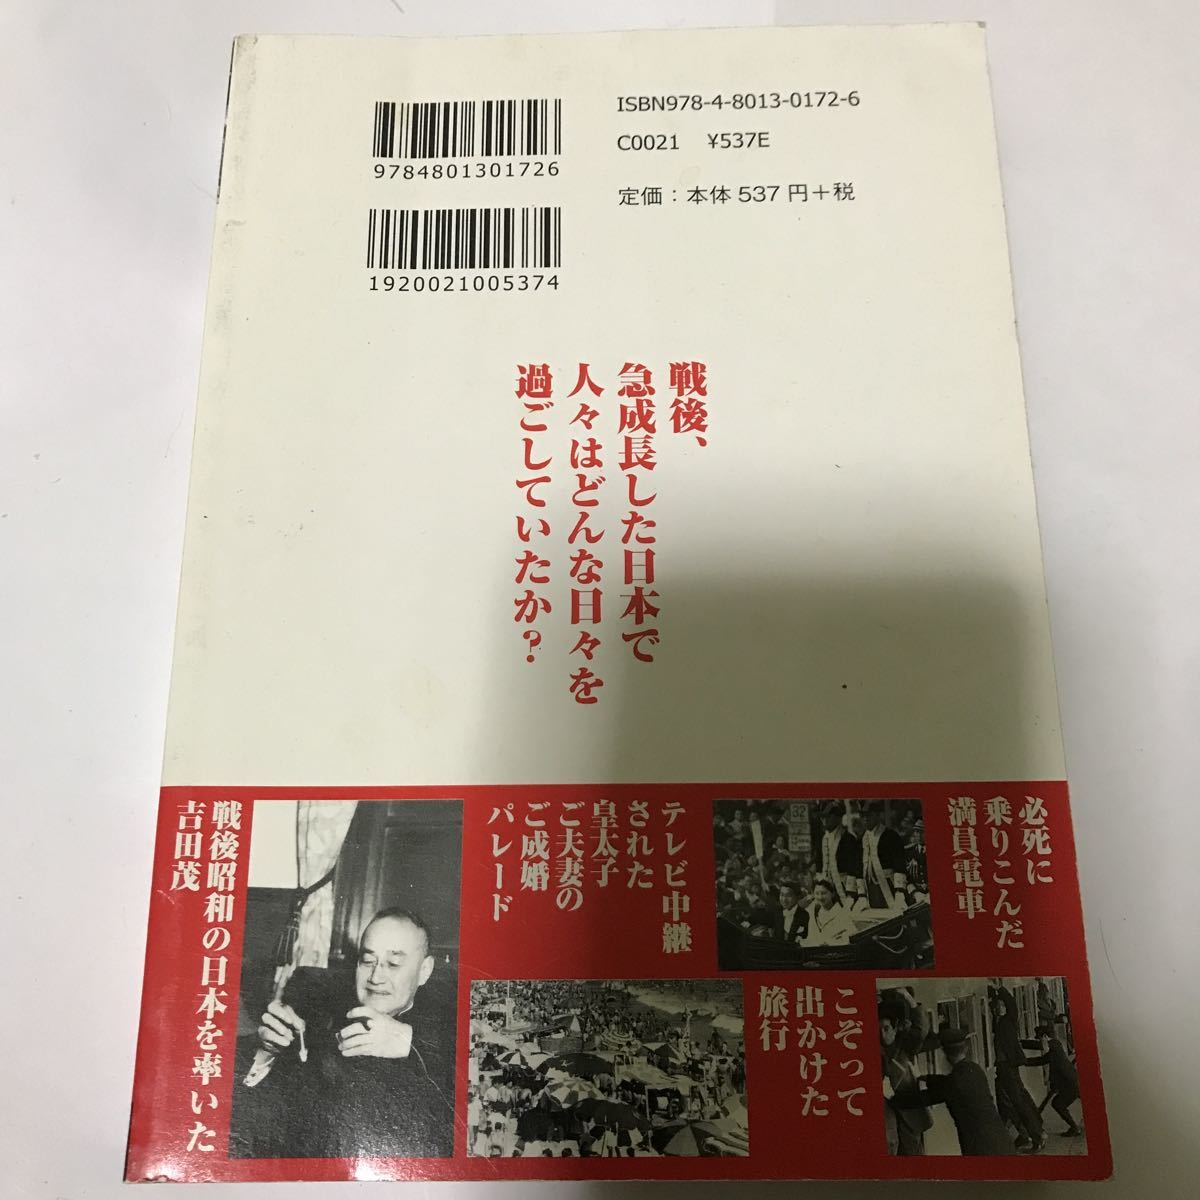 9784801301726
ISBN978-4-8013-0172-6
C0021 ¥537E
定価：本体537円＋税
1920021005374
戦後、
急成長した日本で
人々はどんな日々を
過ごしていたか？
必死に
乗りこんだ
満員電車
32
テレビ中継
された
皇太子
ご夫妻の
ご成婚
パレード
戦後昭和の日本を率いた
吉田茂
こぞって
出かけた
旅行